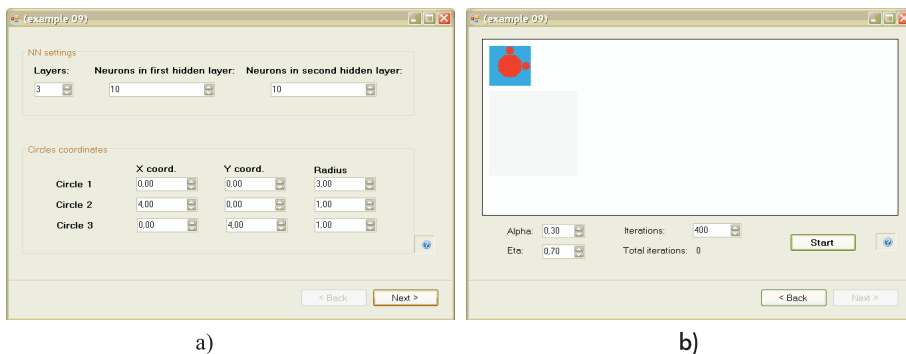 (example 09)
NN settings
Layers: Neurons in first hidden layer: Neurons in second hidden layer:
3 10 10
Circles coordinates
X coord. Y coord. Radius
Circle 1 0,00 0,00 3,00
Circle 2 4,00 0,00 1,00
Circle 3 0,00 4,00 1,00
< Back Next >
a)
(example 09)
Alpha: 0,30 Iterations: 400
Eta: 0,70 Total iterations: 0
Start
< Back Next >
b)